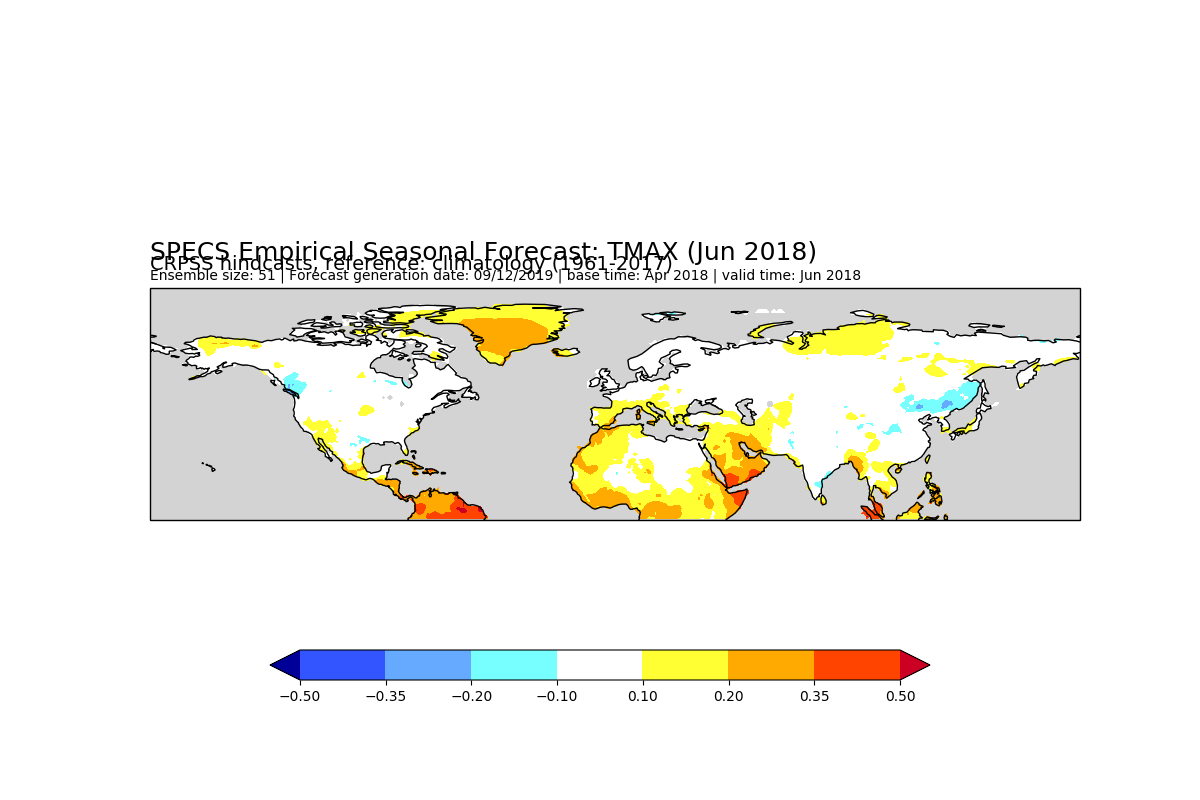 SPECS Empirical Seasonal Forecast: TMAX (Jun 2018)
CRPSS hindcasts, reference: climatology (1961-2017)
Ensemble size: 51 | Forecast generation date: 09/12/2019 | base time: Apr 2018 | valid time: Jun 2018
−0.50 −0.35 −0.20 −0.10 0.10 0.20 0.35 0.50